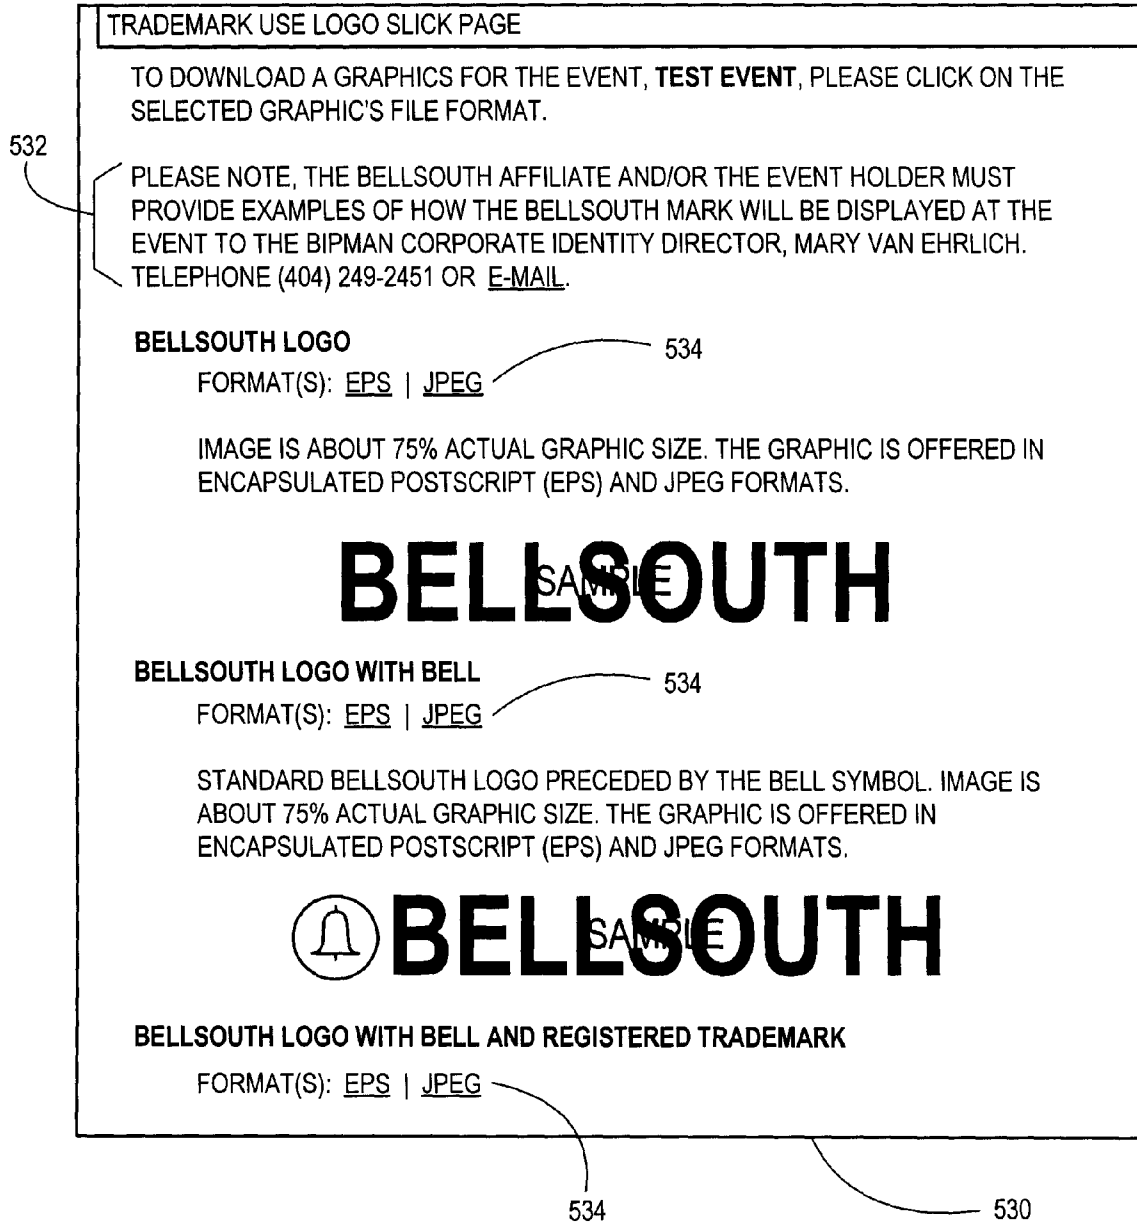 TRADEMARK USE LOGO SLICK PAGE
TO DOWNLOAD A GRAPHICS FOR THE EVENT, TEST EVENT, PLEASE CLICK ON THE
SELECTED GRAPHIC'S FILE FORMAT.
532
PLEASE NOTE, THE BELLSOUTH AFFILIATE AND/OR THE EVENT HOLDER MUST
PROVIDE EXAMPLES OF HOW THE BELLSOUTH MARK WILL BE DISPLAYED AT THE
EVENT TO THE BIPMAN CORPORATE IDENTITY DIRECTOR, MARY VAN EHRLICH.
TELEPHONE (404) 249-2451 OR E-MAIL.
BELLSOUTH LOGO
534
FORMAT(S): EPS | JPEG
IMAGE IS ABOUT 75% ACTUAL GRAPHIC SIZE. THE GRAPHIC IS OFFERED IN
ENCAPSULATED POSTSCRIPT (EPS) AND JPEG FORMATS.
BELLSOUTH
SAMPLE
BELLSOUTH LOGO WITH BELL
534
FORMAT(S): EPS | JPEG
STANDARD BELLSOUTH LOGO PRECEDED BY THE BELL SYMBOL. IMAGE IS
ABOUT 75% ACTUAL GRAPHIC SIZE. THE GRAPHIC IS OFFERED IN
ENCAPSULATED POSTSCRIPT (EPS) AND JPEG FORMATS.
BELLSOUTH
SAMPLE
BELLSOUTH LOGO WITH BELL AND REGISTERED TRADEMARK
FORMAT(S): EPS | JPEG
534
530